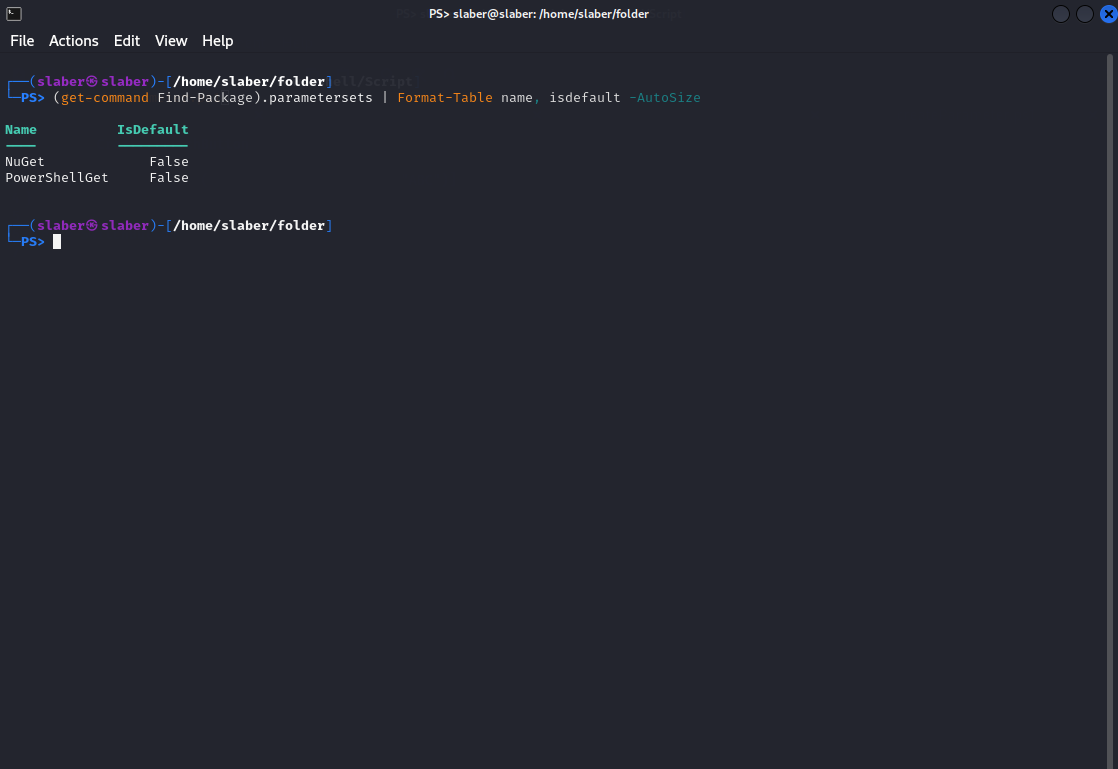 PS> slaber@slaber: /home/slaber/folder
File Actions Edit View Help
┌──(slaber㉿slaber)-[/home/slaber/folder]
└─PS> (get-command Find-Package).parametersets | Format-Table name, isdefault -AutoSize
Name IsDefault
---- ---------
NuGet False
PowerShellGet False
┌──(slaber㉿slaber)-[/home/slaber/folder]
└─PS>